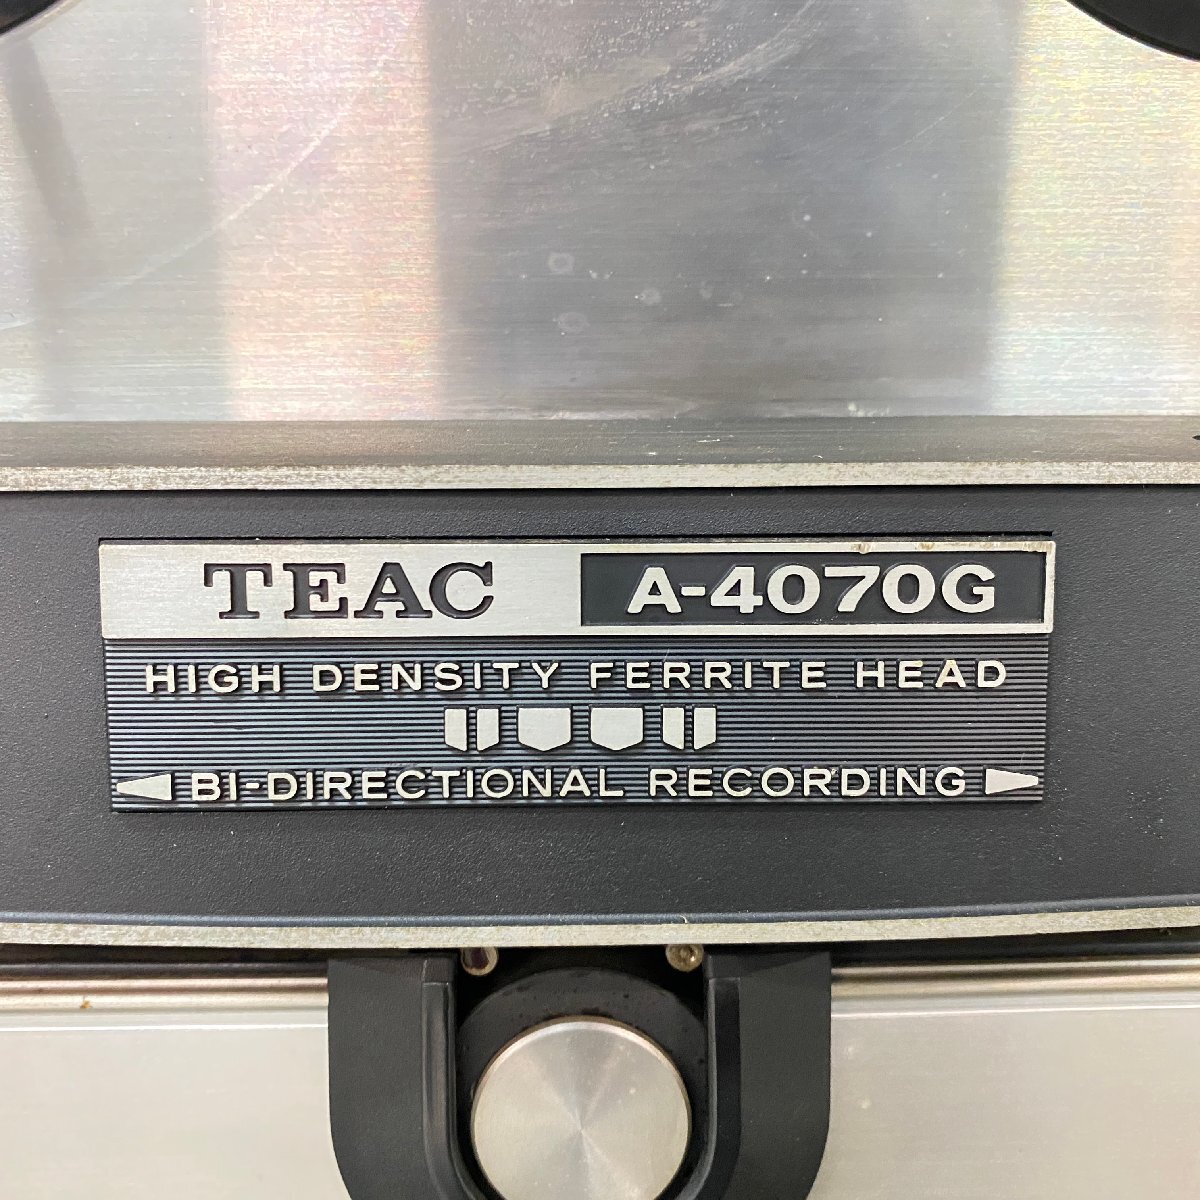 TEAC A-4070G
HIGH DENSITY FERRITE HEAD
BI-DIRECTIONAL RECORDING